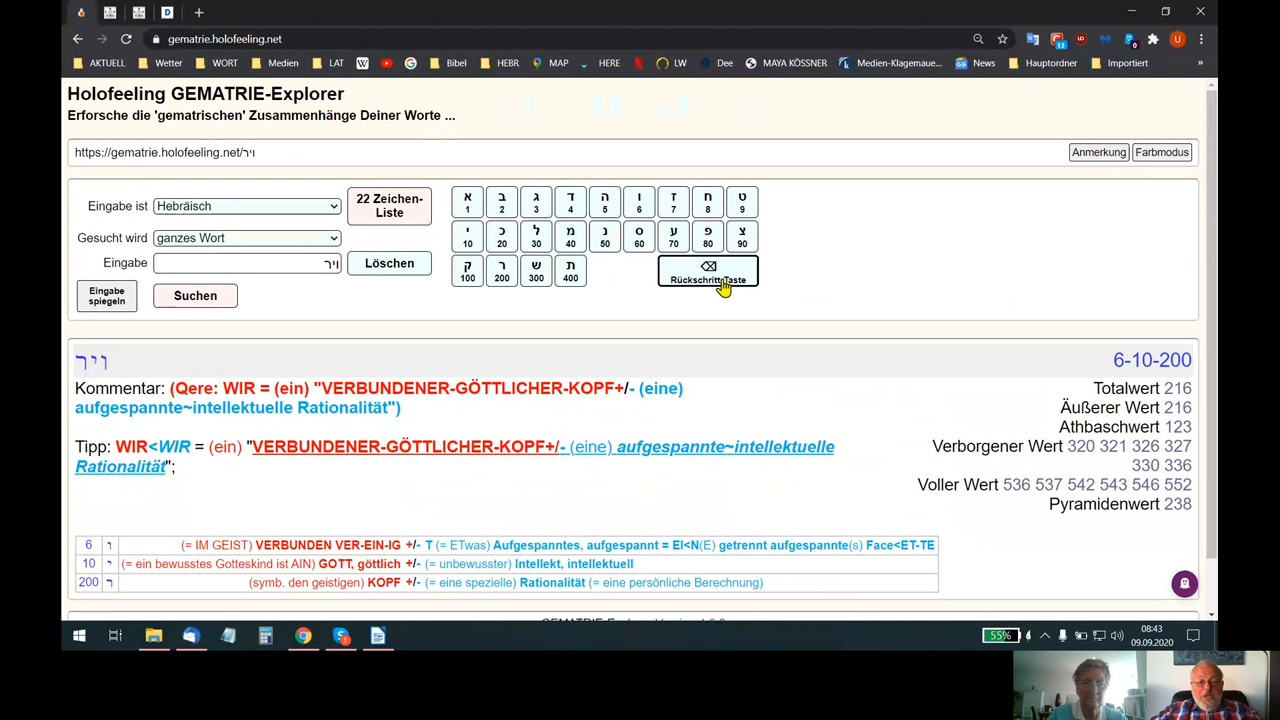 gematrie.holofeeling.net
13
0
U
AKTUELL Wetter WORT Medien LAT W G Bibel HEBR MAP HERE LW Dee MAYA KÖSSNER Medien-Klagemaue... News Hauptordner Importiert »
Holofeeling GEMATRIE-Explorer
Erforsche die 'gematrischen' Zusammenhänge Deiner Worte ...
https://gematrie.holofeeling.net/ויר
Anmerkung Farbmodus
Eingabe ist Hebräisch
22 Zeichen-Liste
Gesucht wird ganzes Wort
Eingabe ויר Löschen
Eingabe spiegeln
Suchen
א ב ג ד ה ו ז ח ט
1 2 3 4 5 6 7 8 9
י כ ל מ נ ס ע פ צ
10 20 30 40 50 60 70 80 90
ק ר ש ת
100 200 300 400
Rückschritt-Taste
ויר 6-10-200
Kommentar: (Qere: WIR = (ein) "VERBUNDENER-GÖTTLICHER-KOPF+/- (eine)
aufgespannte~intellektuelle Rationalität")
Tipp: WIR<WIR = (ein) "VERBUNDENER-GÖTTLICHER-KOPF+/- (eine) aufgespannte~intellektuelle
Rationalität";
Totalwert 216
Äußerer Wert 216
Athbaschwert 123
Verborgener Wert 320 321 326 327
330 336
Voller Wert 536 537 542 543 546 552
Pyramidenwert 238
6 ו (= IM GEIST) VERBUNDEN VER-EIN-IG +/- T (= ETwas) Aufgespanntes, aufgespannt = EI<N(E) getrennt aufgespannte(s) Face<ET-TE
10 י (= ein bewusstes Gotteskind ist AIN) GOTT, göttlich +/- (= unbewusster) Intellekt, intellektuell
200 ר (symb. den geistigen) KOPF +/- (= eine spezielle) Rationalität (= eine persönliche Berechnung)
55%
08:43
09.09.2020